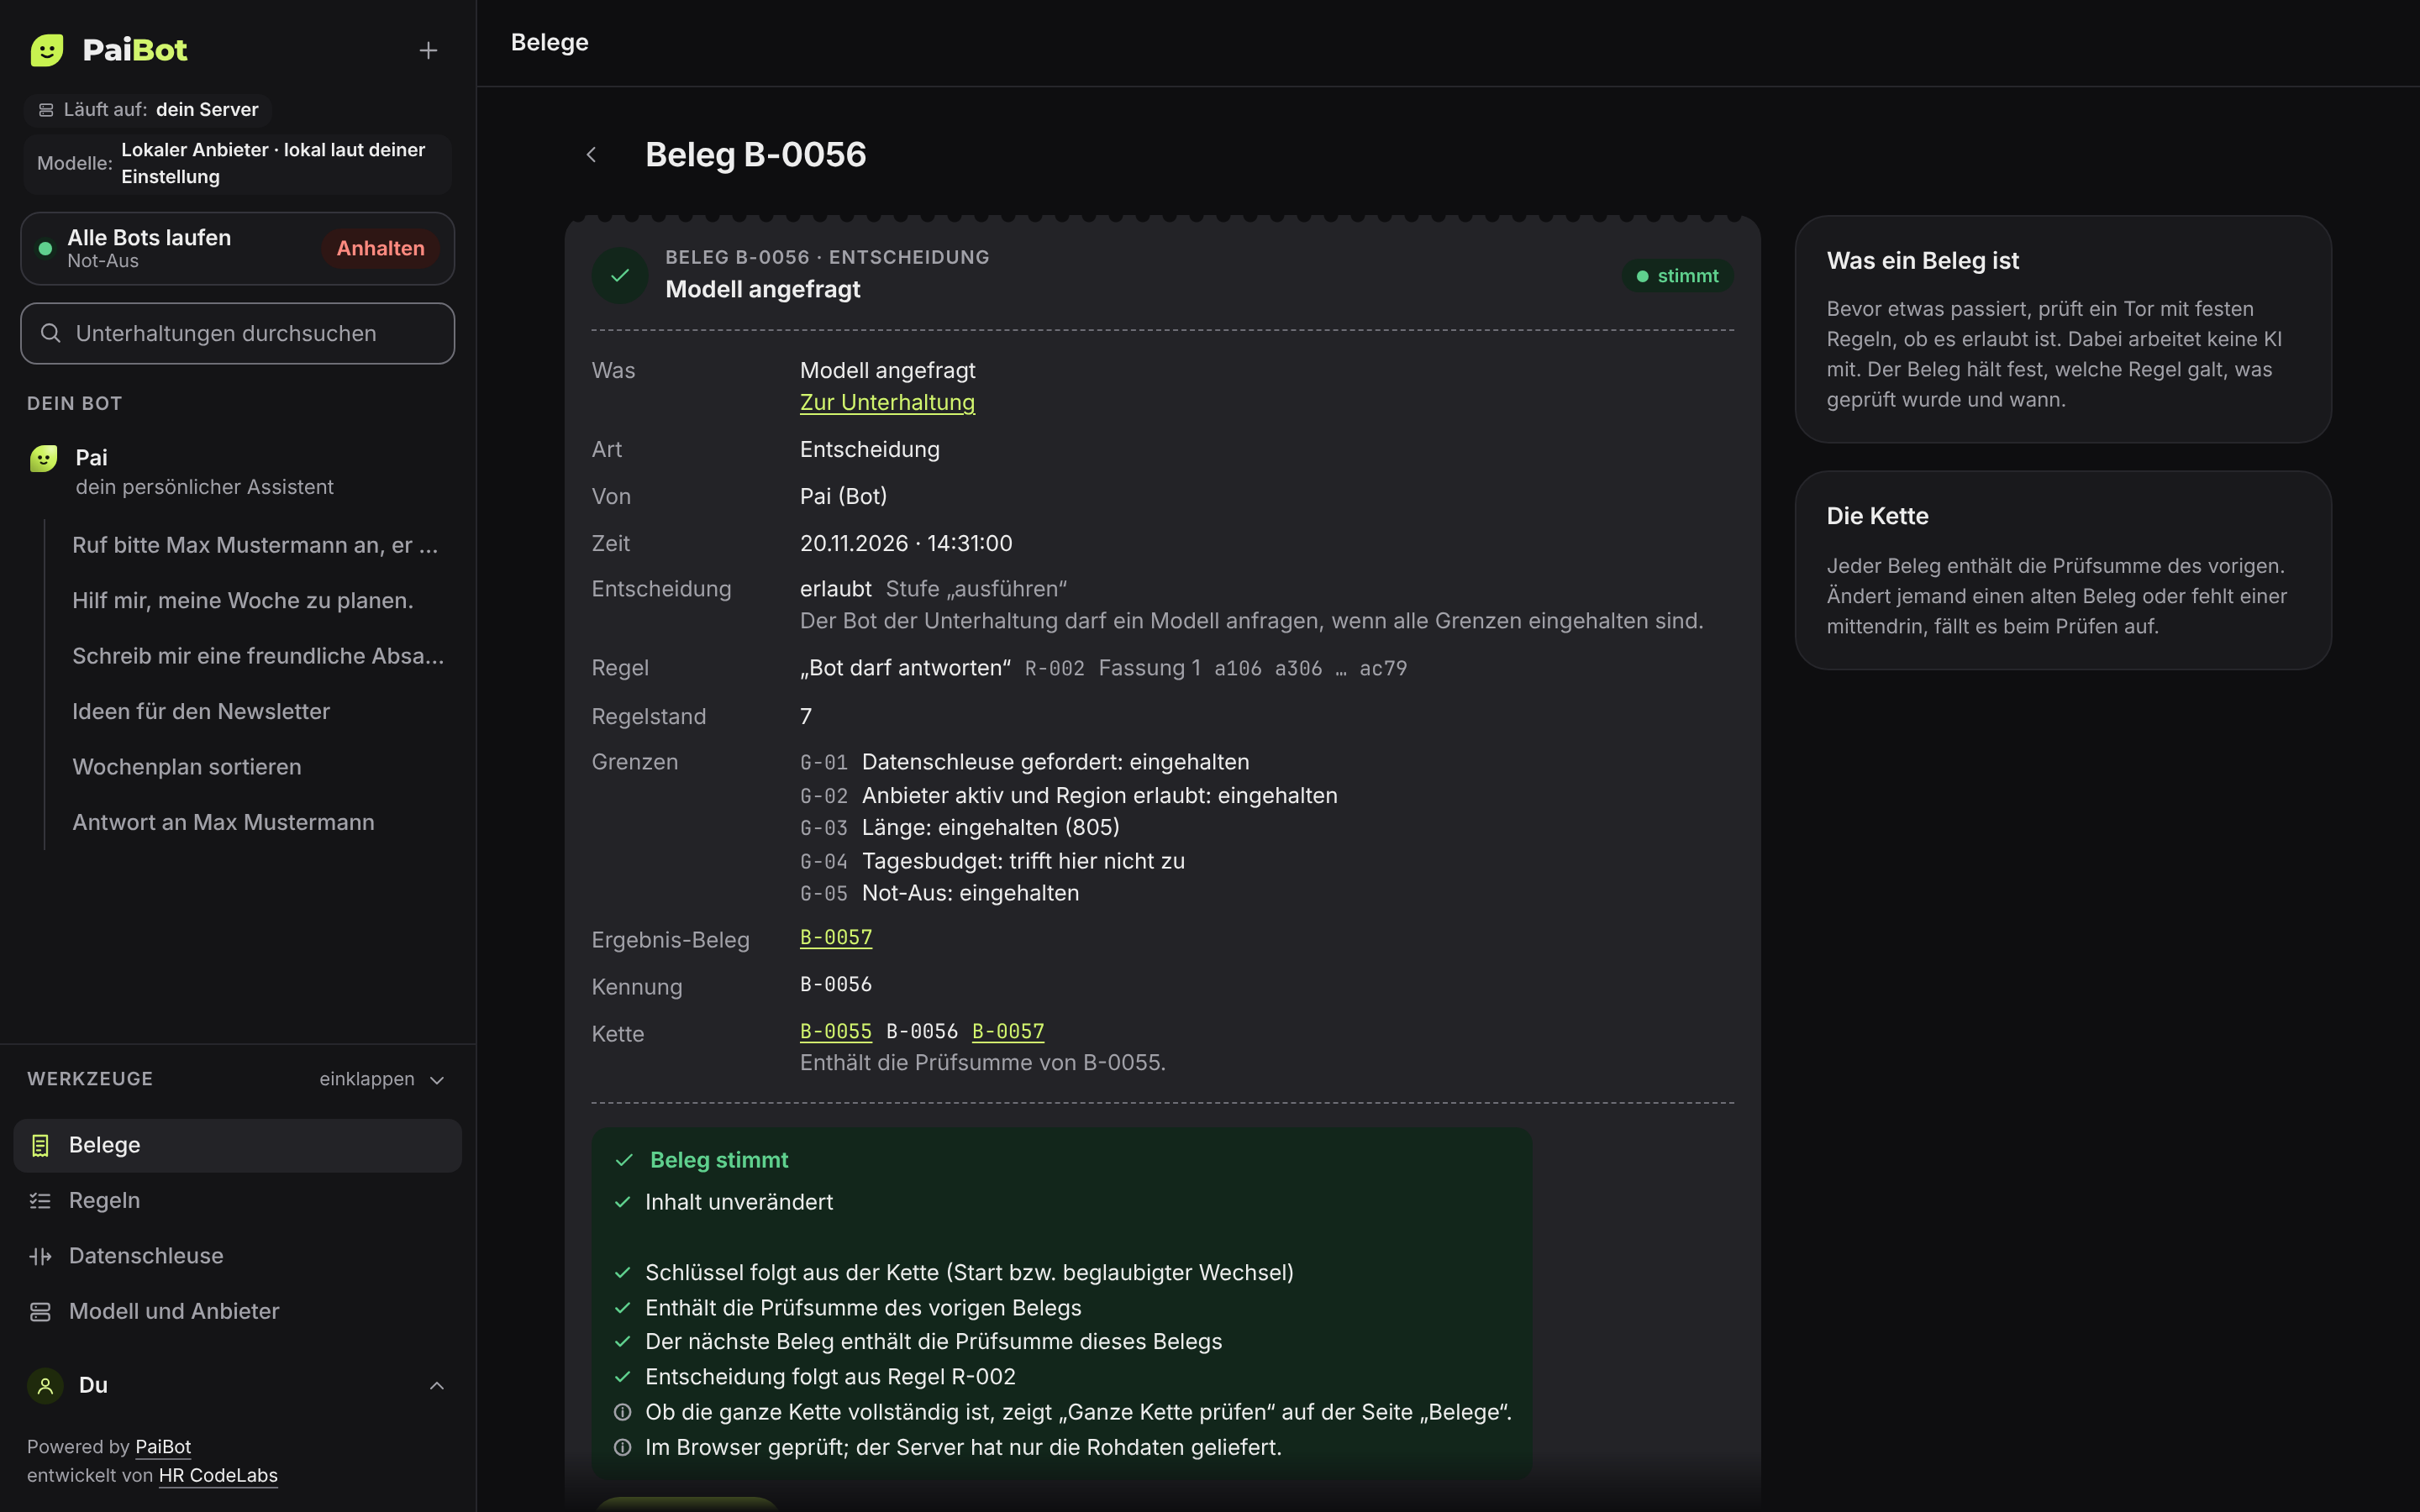 PaiBot
Läuft auf: dein Server
Modelle: Lokaler Anbieter · lokal laut deiner
Einstellung
Alle Bots laufen
Not-Aus
Anhalten
Unterhaltungen durchsuchen
DEIN BOT
Pai
dein persönlicher Assistent
Ruf bitte Max Mustermann an, er ...
Hilf mir, meine Woche zu planen.
Schreib mir eine freundliche Absa...
Ideen für den Newsletter
Wochenplan sortieren
Antwort an Max Mustermann
WERKZEUGE einklappen
Belege
Regeln
Datenschleuse
Modell und Anbieter
Du
Powered by PaiBot
entwickelt von HR CodeLabs
Belege
Beleg B-0056
BELEG B-0056 · ENTSCHEIDUNG
Modell angefragt
stimmt
Was Modell angefragt
Zur Unterhaltung
Art Entscheidung
Von Pai (Bot)
Zeit 20.11.2026 · 14:31:00
Entscheidung erlaubt Stufe „ausführen“
Der Bot der Unterhaltung darf ein Modell anfragen, wenn alle Grenzen eingehalten sind.
Regel „Bot darf antworten“ R-002 Fassung 1 a106 a306 … ac79
Regelstand 7
Grenzen G-01 Datenschleuse gefordert: eingehalten
G-02 Anbieter aktiv und Region erlaubt: eingehalten
G-03 Länge: eingehalten (805)
G-04 Tagesbudget: trifft hier nicht zu
G-05 Not-Aus: eingehalten
Ergebnis-Beleg B-0057
Kennung B-0056
Kette B-0055 B-0056 B-0057
Enthält die Prüfsumme von B-0055.
Beleg stimmt
Inhalt unverändert
Schlüssel folgt aus der Kette (Start bzw. beglaubigter Wechsel)
Enthält die Prüfsumme des vorigen Belegs
Der nächste Beleg enthält die Prüfsumme dieses Belegs
Entscheidung folgt aus Regel R-002
Ob die ganze Kette vollständig ist, zeigt „Ganze Kette prüfen“ auf der Seite „Belege“.
Im Browser geprüft; der Server hat nur die Rohdaten geliefert.
Was ein Beleg ist
Bevor etwas passiert, prüft ein Tor mit festen
Regeln, ob es erlaubt ist. Dabei arbeitet keine KI
mit. Der Beleg hält fest, welche Regel galt, was
geprüft wurde und wann.
Die Kette
Jeder Beleg enthält die Prüfsumme des vorigen.
Ändert jemand einen alten Beleg oder fehlt einer
mittendrin, fällt es beim Prüfen auf.